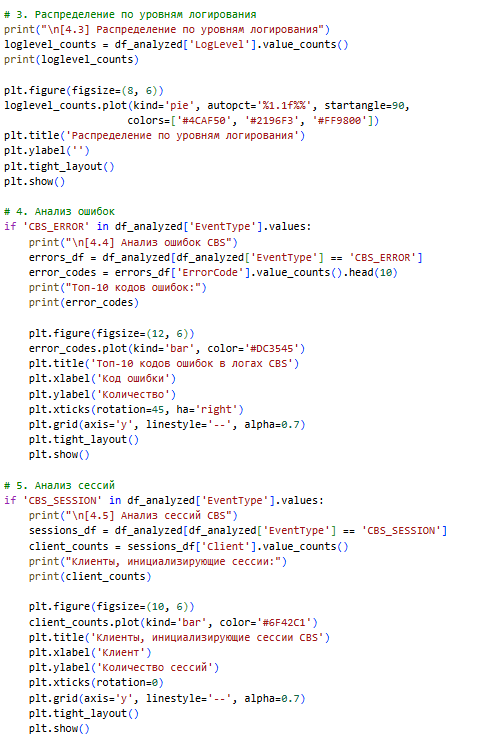 # 3. Распределение по уровням логирования
print("\n[4.3] Распределение по уровням логирования")
loglevel_counts = df_analyzed['LogLevel'].value_counts()
print(loglevel_counts)

plt.figure(figsize=(8, 6))
loglevel_counts.plot(kind='pie', autopct='%1.1f%%', startangle=90,
                    colors=['#4CAF50', '#2196F3', '#FF9800'])
plt.title('Распределение по уровням логирования')
plt.ylabel('')
plt.tight_layout()
plt.show()

# 4. Анализ ошибок
if 'CBS_ERROR' in df_analyzed['EventType'].values:
    print("\n[4.4] Анализ ошибок CBS")
    errors_df = df_analyzed[df_analyzed['EventType'] == 'CBS_ERROR']
    error_codes = errors_df['ErrorCode'].value_counts().head(10)
    print("Топ-10 кодов ошибок:")
    print(error_codes)

    plt.figure(figsize=(12, 6))
    error_codes.plot(kind='bar', color='#DC3545')
    plt.title('Топ-10 кодов ошибок в логах CBS')
    plt.xlabel('Код ошибки')
    plt.ylabel('Количество')
    plt.xticks(rotation=45, ha='right')
    plt.grid(axis='y', linestyle='--', alpha=0.7)
    plt.tight_layout()
    plt.show()

# 5. Анализ сессий
if 'CBS_SESSION' in df_analyzed['EventType'].values:
    print("\n[4.5] Анализ сессий CBS")
    sessions_df = df_analyzed[df_analyzed['EventType'] == 'CBS_SESSION']
    client_counts = sessions_df['Client'].value_counts()
    print("Клиенты, инициализирующие сессии:")
    print(client_counts)

    plt.figure(figsize=(10, 6))
    client_counts.plot(kind='bar', color='#6F42C1')
    plt.title('Клиенты, инициализирующие сессии CBS')
    plt.xlabel('Клиент')
    plt.ylabel('Количество сессий')
    plt.xticks(rotation=0)
    plt.grid(axis='y', linestyle='--', alpha=0.7)
    plt.tight_layout()
    plt.show()